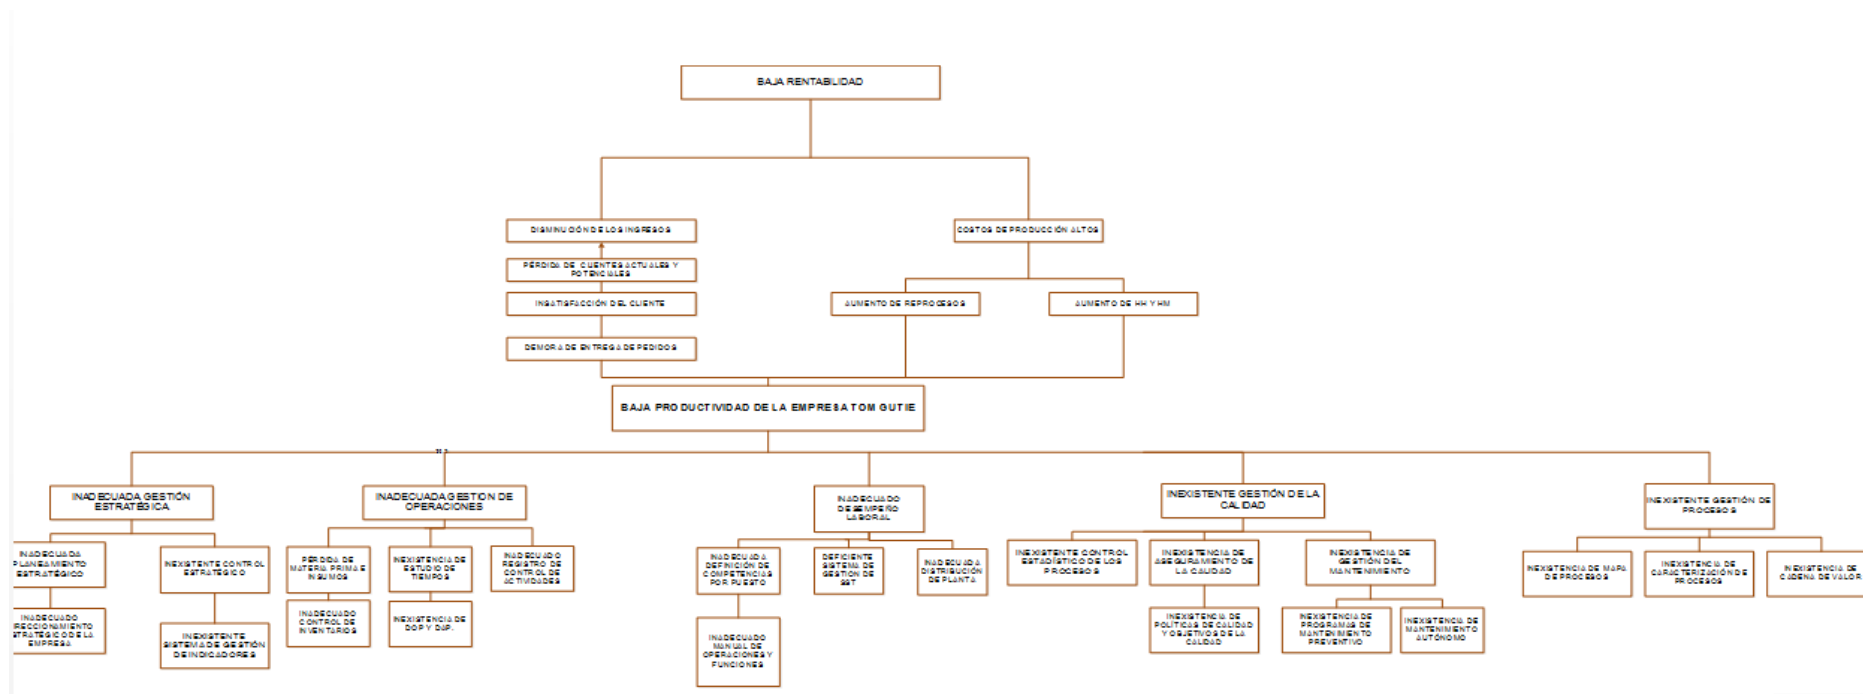 BAJA RENTABILIDAD
DISMINUCIÓN DE LOS INGRESOS
COSTOS DE PRODUCCIÓN ALTOS
PÉRDIDA DE CLIENTES ACTUALES Y
POTENCIALES
INSATISFACCIÓN DEL CLIENTE
AUMENTO DE REPROCESOS
AUMENTO DE HH Y HM
DEMORA DE ENTREGA DE PEDIDOS
BAJA PRODUCTIVIDAD DE LA EMPRESA TOM GUTIE
INADECUADA GESTIÓN
ESTRATÉGICA
INADECUADA GESTION DE
OPERACIONES
INADECUADO
DESEMPEÑO
LABORAL
INEXISTENTE GESTIÓN DE LA
CALIDAD
INEXISTENTE GESTIÓN DE
PROCESOS
INADECUADA
PLANEAMIENTO
ESTRATÉGICO
INEXISTENTE CONTROL
ESTRATÉGICO
PÉRDIDA DE
MATERIA PRIMA E
INSUMOS
INEXISTENCIA DE
ESTUDIO DE
TIEMPOS
INADECUADO
REGISTRO DE
CONTROL DE
ACTIVIDADES
INADECUADA
DEFINICIÓN DE
COMPETENCIAS
POR PUESTO
DEFICIENTE
SISTEMA DE
GESTION DE
SST
INADECUADA
DISTRIBUCIÓN
DE PLANTA
INEXISTENTE CONTROL
ESTADÍSTICO DE LOS
PROCESOS
INEXISTENCIA DE
ASEGURAMIENTO DE
LA CAUDAD
INEXISTENCIA DE
GESTIÓN DEL
MANTENIMIENTO
INEXISTENCIA DE MAPA
DE PROCESOS
INEXISTENCIA DE
CARACTERIZACIÓN DE
PROCESOS
INEXISTENCIA DE
CADENA DE VALOR
INADECUADO
IRECCIONAMIENTO
STRATÉGICO DE LA
EMPRESA
INEXISTENTE
SISTEMA DE GESTIÓN
DE INDICADORES
INADECUADO
CONTROL DE
INVENTARIOS
INEXISTENCIA DE
DOP Y DAP.
INADECUADO
MANUAL DE
OPERACIONES Y
FUNCIONES
INEXISTENCIA DE
POLÍTICAS DE CALIDAD
Y OBJETIVOS DE LA
CALIDAD
INEXISTENCIA DE
PROGRAMAS DE
MANTENIMIENTO
PREVENTIVO
INEXISTENCIA DE
MANTENIMIENTO
AUTÓNOMO